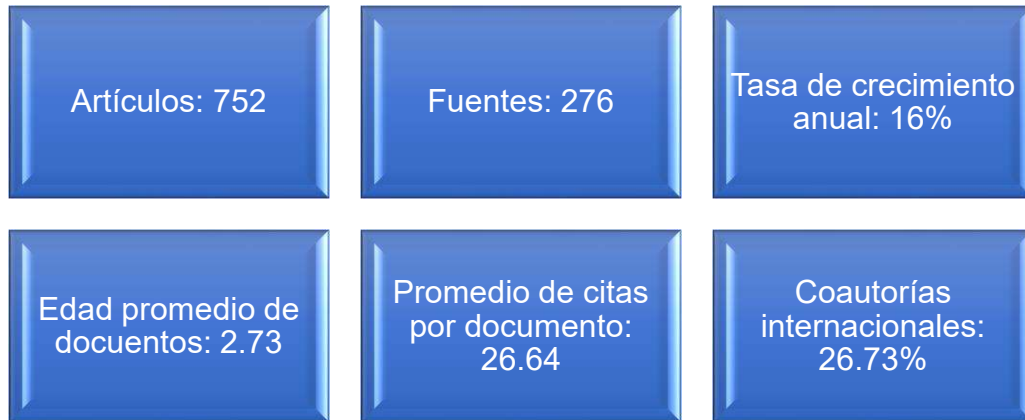 Artículos: 752
Fuentes: 276
Tasa de crecimiento
anual: 16%
Edad promedio de
docuentos: 2.73
Promedio de citas
por documento:
26.64
Coautorías
internacionales:
26.73%